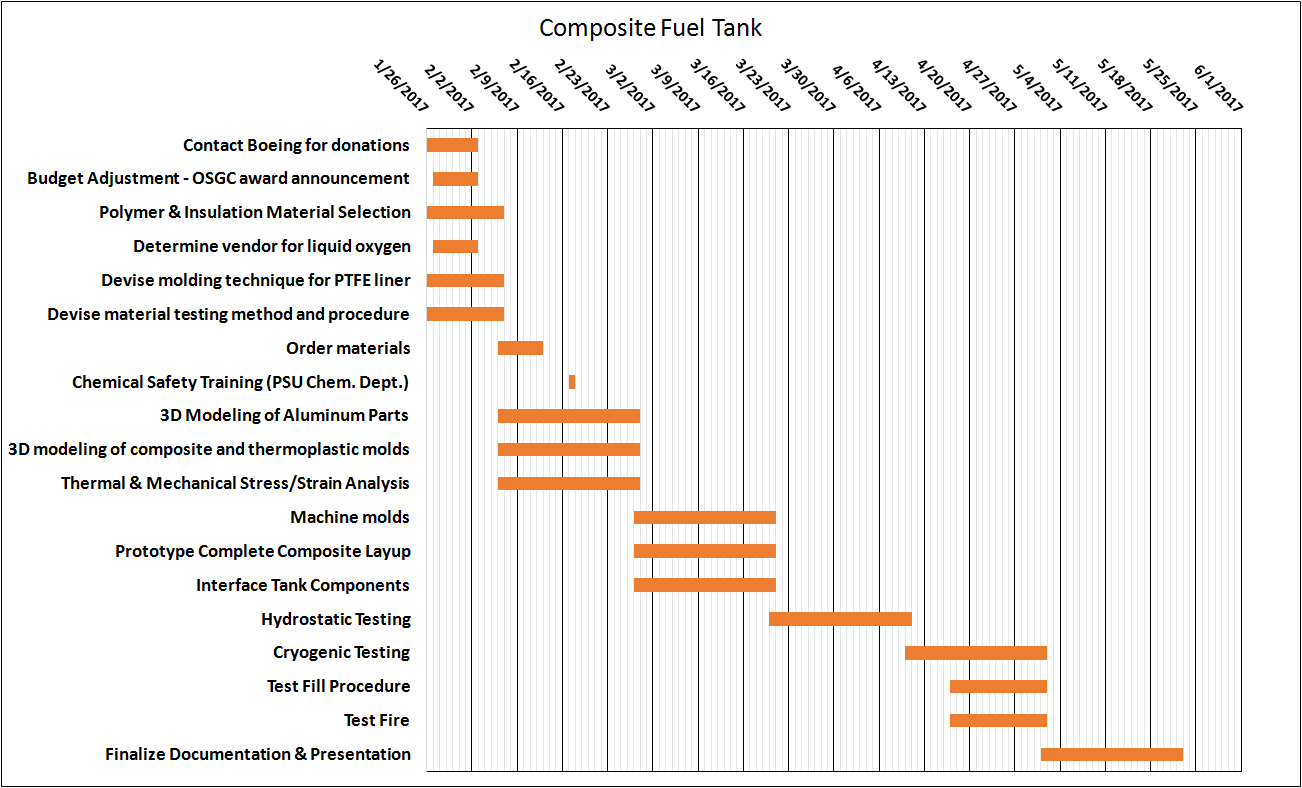 Composite Fuel Tank
1/26/2017
2/2/2017
2/9/2017
2/16/2017
2/23/2017
3/2/2017
3/9/2017
3/16/2017
3/23/2017
3/30/2017
4/6/2017
4/13/2017
4/20/2017
4/27/2017
5/4/2017
5/11/2017
5/18/2017
5/25/2017
6/1/2017
Contact Boeing for donations
Budget Adjustment - OSGC award announcement
Polymer & Insulation Material Selection
Determine vendor for liquid oxygen
Devise molding technique for PTFE liner
Devise material testing method and procedure
Order materials
Chemical Safety Training (PSU Chem. Dept.)
3D Modeling of Aluminum Parts
3D modeling of composite and thermoplastic molds
Thermal & Mechanical Stress/Strain Analysis
Machine molds
Prototype Complete Composite Layup
Interface Tank Components
Hydrostatic Testing
Cryogenic Testing
Test Fill Procedure
Test Fire
Finalize Documentation & Presentation